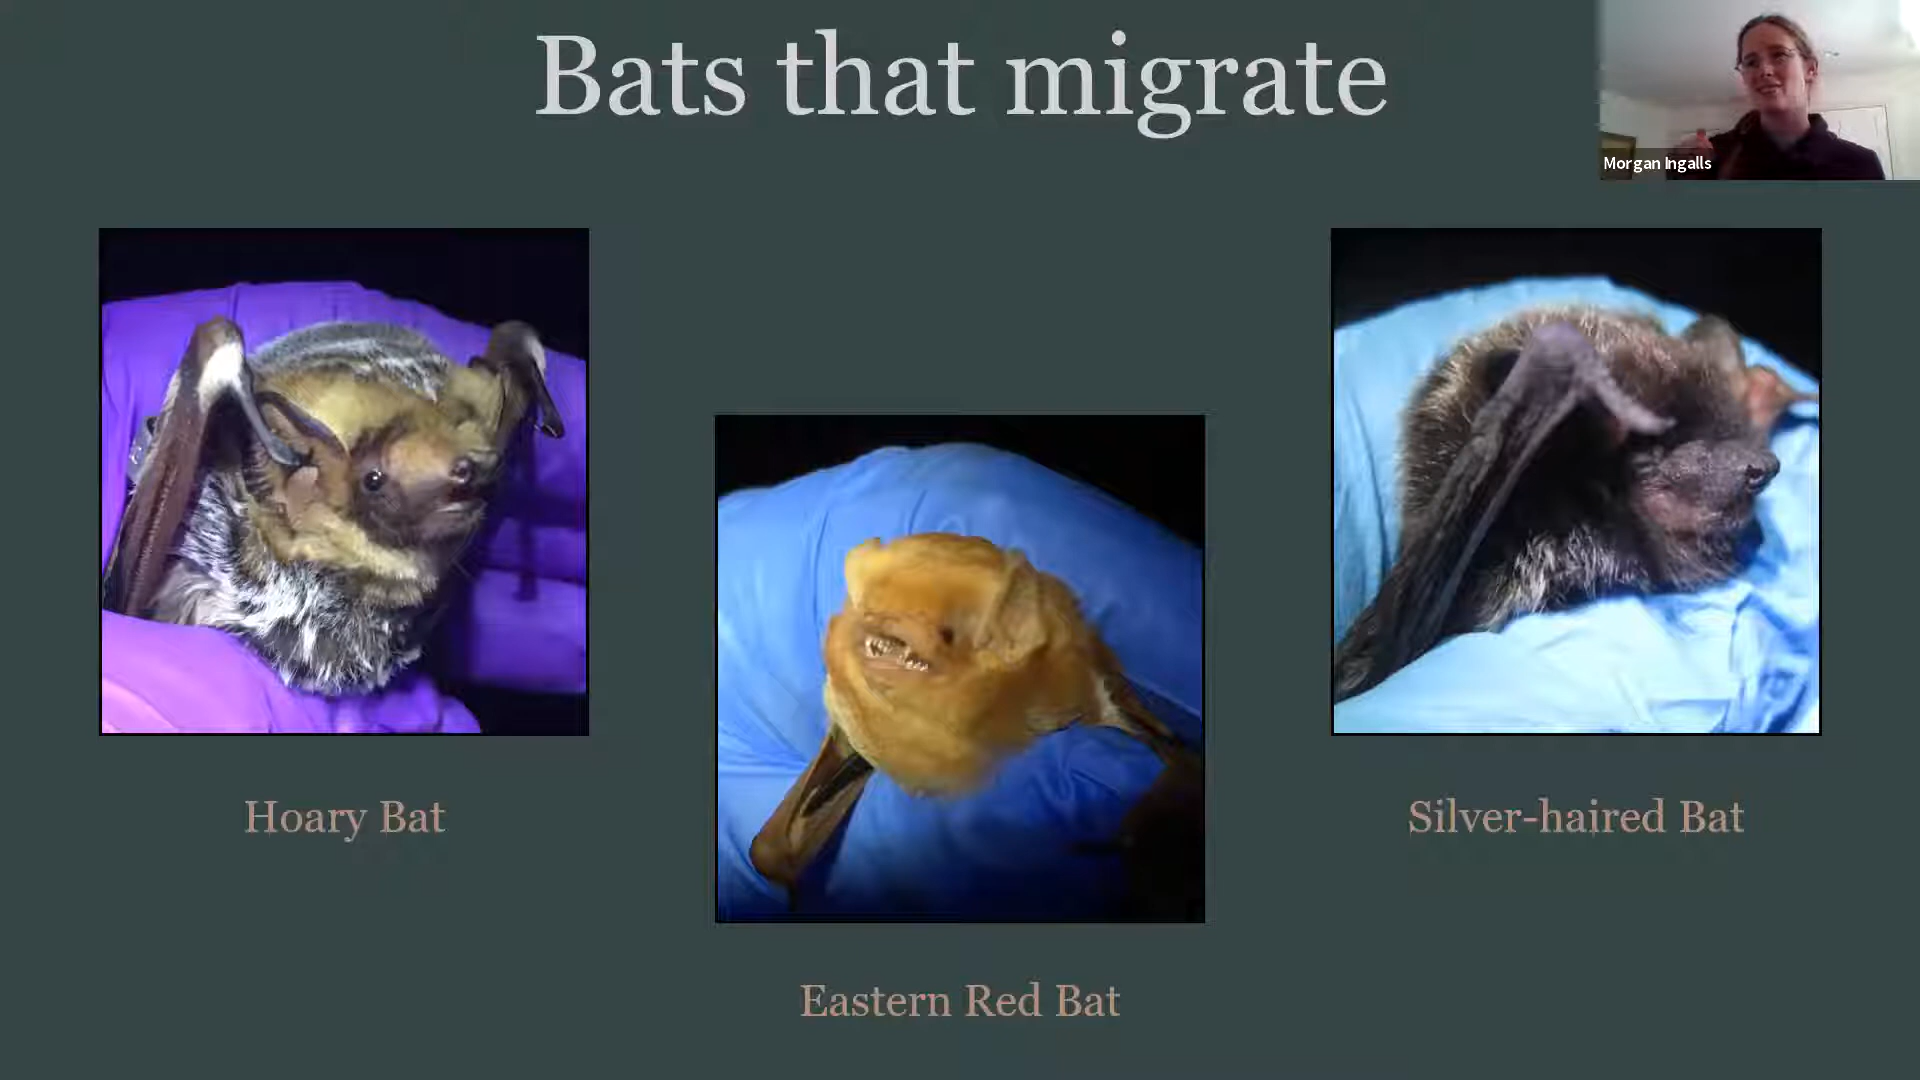 Bats that migrate
Morgan Ingalls
Hoary Bat
Silver-haired Bat
Eastern Red Bat